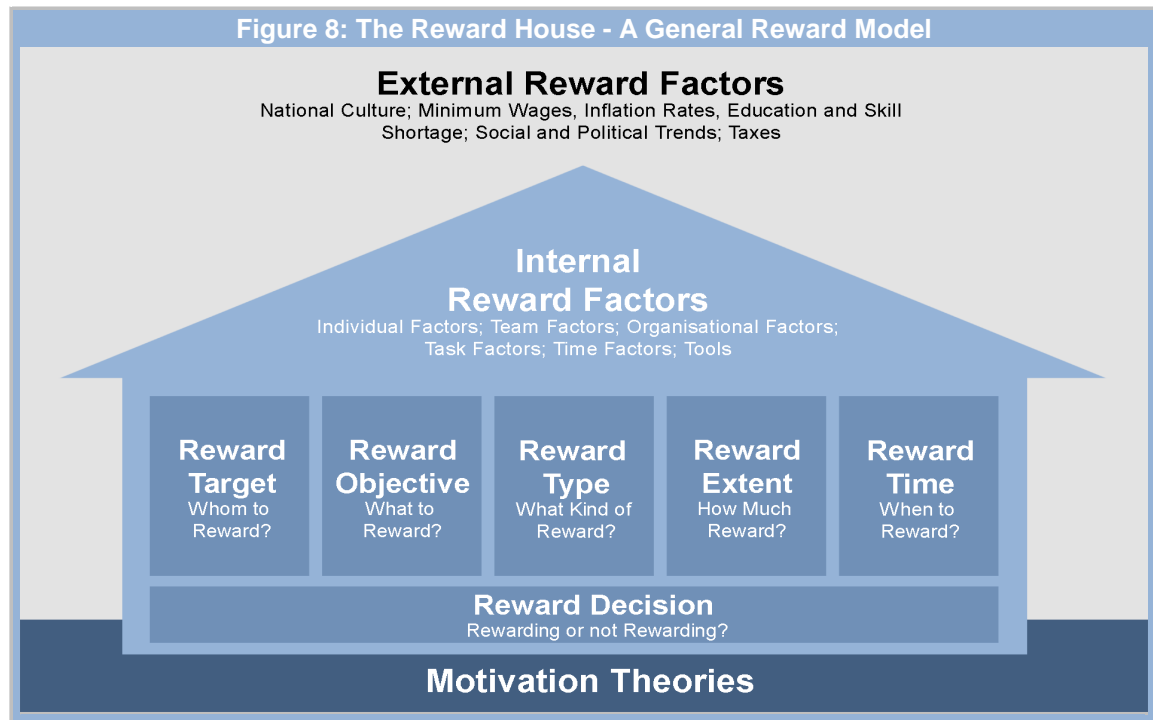 Figure 8: The Reward House - A General Reward Model
External Reward Factors
National Culture; Minimum Wages, Inflation Rates, Education and Skill
Shortage; Social and Political Trends; Taxes
Internal
Reward Factors
Individual Factors; Team Factors; Organisational Factors;
Task Factors; Time Factors; Tools
Reward
Target
Whom to
Reward?
Reward
Objective
What to
Reward?
Reward
Type
What Kind of
Reward?
Reward
Extent
How Much
Reward?
Reward
Time
When to
Reward?
Reward Decision
Rewarding or not Rewarding?
Motivation Theories